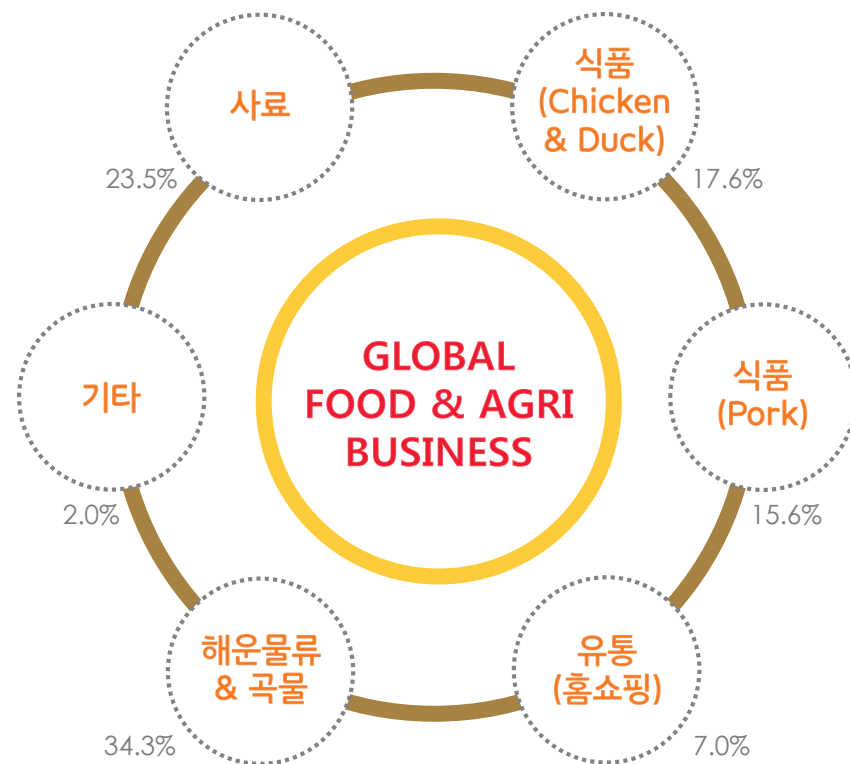 사료
23.5%
식품
(Chicken
& Duck)
17.6%
기타
2.0%
GLOBAL
FOOD & AGRI
BUSINESS
식품
(Pork)
15.6%
해운물류
& 곡물
34.3%
유통
(홈쇼핑)
7.0%